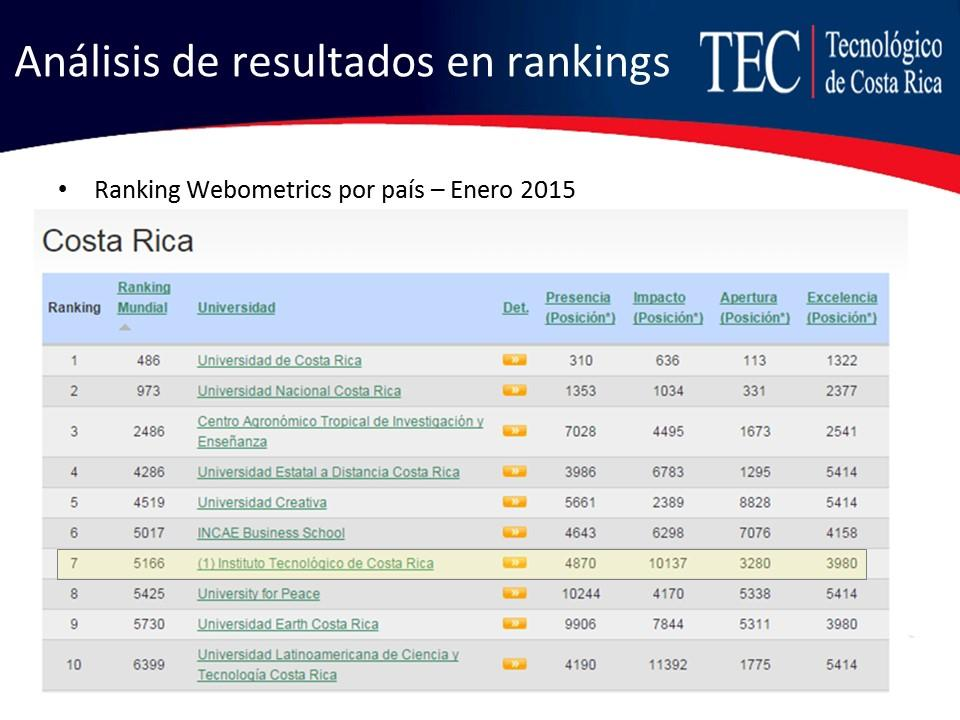 Análisis de resultados en rankings
TEC | Tecnológico
de Costa Rica
• Ranking Webometrics por país – Enero 2015
Costa Rica
Ranking Ranking Mundial Universidad Det. Presencia (Posición*) Impacto (Posición*) Apertura (Posición*) Excelencia (Posición*)
1 486 Universidad de Costa Rica 310 636 113 1322
2 973 Universidad Nacional Costa Rica 1353 1034 331 2377
3 2486 Centro Agronómico Tropical de Investigación y Enseñanza 7028 4495 1673 2541
4 4286 Universidad Estatal a Distancia Costa Rica 3986 6783 1295 5414
5 4519 Universidad Creativa 5661 2389 8828 5414
6 5017 INCAE Business School 4643 6298 7076 4158
7 5166 (1) Instituto Tecnológico de Costa Rica 4870 10137 3280 3980
8 5425 University for Peace 10244 4170 5338 5414
9 5730 Universidad Earth Costa Rica 9906 7844 5311 3980
10 6399 Universidad Latinoamericana de Ciencia y Tecnología Costa Rica 4190 11392 1775 5414